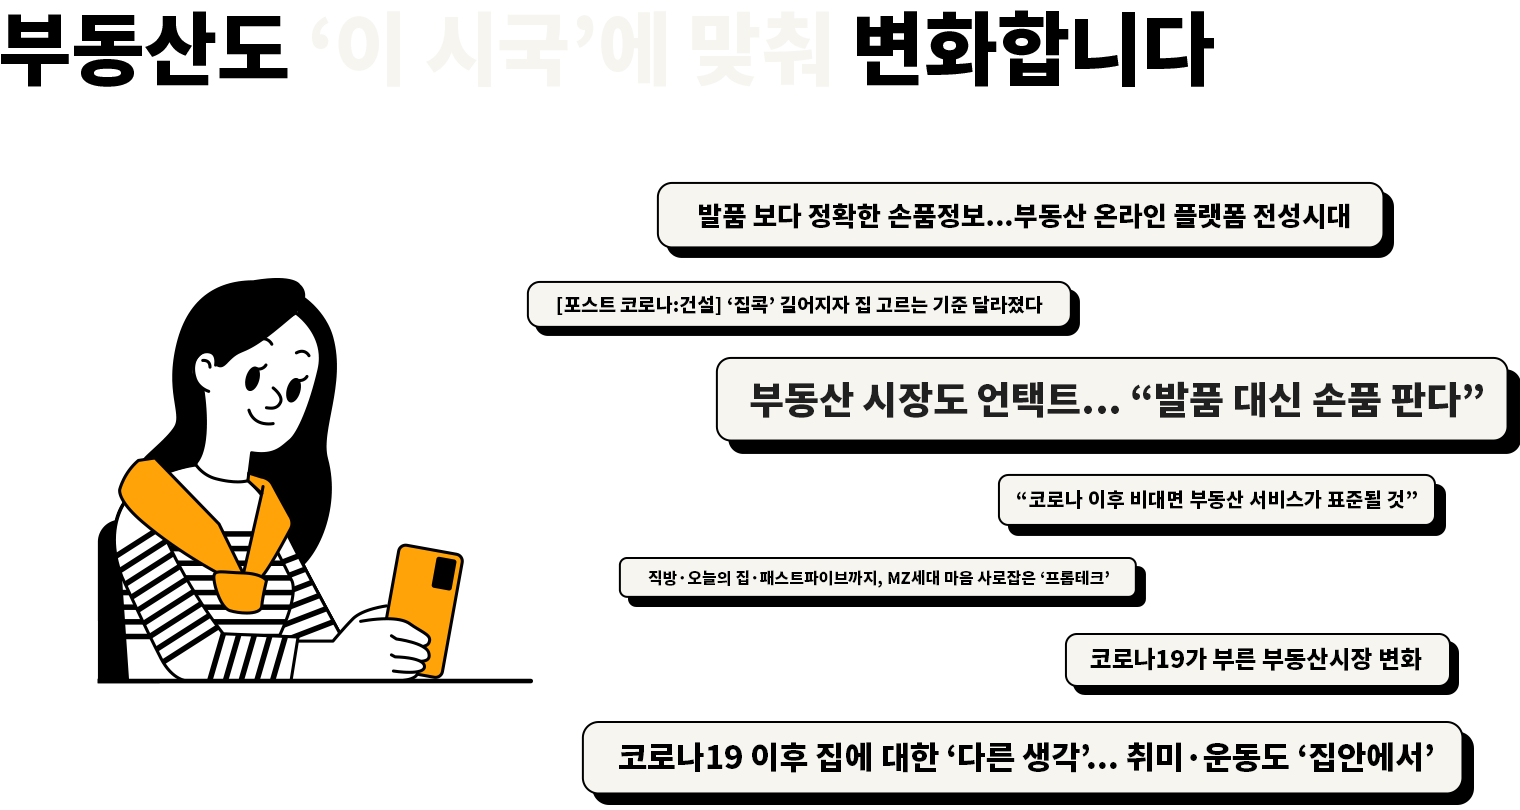 부동산도 ‘이 시국’에 맞춰 변화합니다
발품 보다 정확한 손품정보...부동산 온라인 플랫폼 전성시대
[포스트 코로나:건설] ‘집콕’ 길어지자 집 고르는 기준 달라졌다
부동산 시장도 언택트... “발품 대신 손품 판다”
“코로나 이후 비대면 부동산 서비스가 표준될 것”
직방·오늘의 집·패스트파이브까지, MZ세대 마음 사로잡은 ‘프롭테크’
코로나19가 부른 부동산시장 변화
코로나19 이후 집에 대한 ‘다른 생각’... 취미·운동도 ‘집안에서’